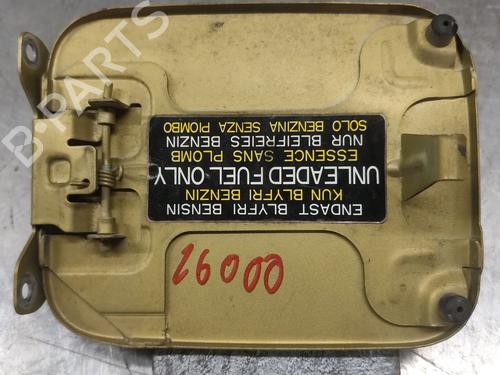 ENDAST BLYFRI BENSIN
KUN BLYFRI BENZIN
UNLEADED FUEL ONLY
ESSENCE SANS PLOMB
NUR BLEIFREIES BENZIN
SOLO BENZINA SENZA PIOMBO
26000
B-PARTS